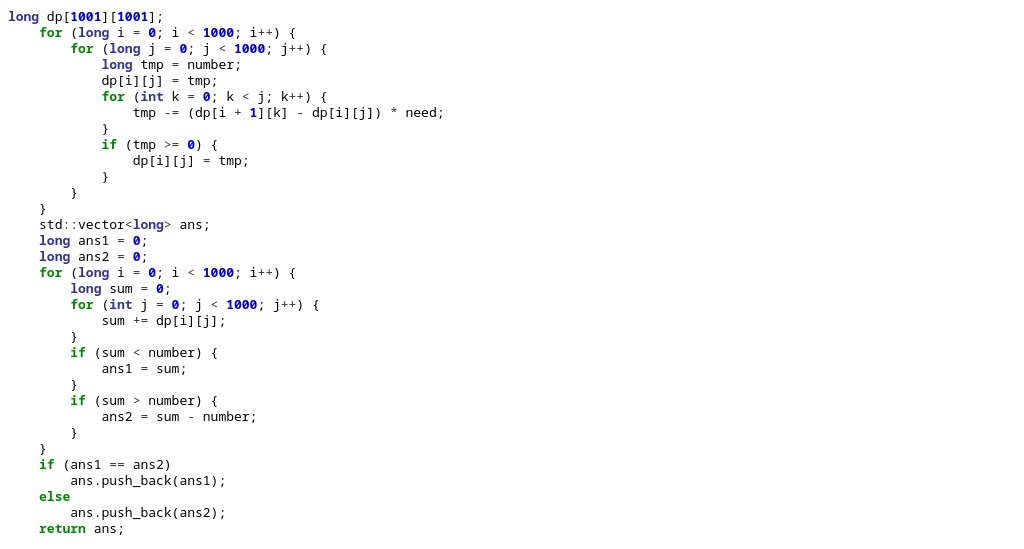 long dp[1001][1001];
    for (long i = 0; i < 1000; i++) {
        for (long j = 0; j < 1000; j++) {
            long tmp = number;
            dp[i][j] = tmp;
            for (int k = 0; k < j; k++) {
                tmp -= (dp[i + 1][k] - dp[i][j]) * need;
            }
            if (tmp >= 0) {
                dp[i][j] = tmp;
            }
        }
    }
    std::vector<long> ans;
    long ans1 = 0;
    long ans2 = 0;
    for (long i = 0; i < 1000; i++) {
        long sum = 0;
        for (int j = 0; j < 1000; j++) {
            sum += dp[i][j];
        }
        if (sum < number) {
            ans1 = sum;
        }
        if (sum > number) {
            ans2 = sum - number;
        }
    }
    if (ans1 == ans2)
        ans.push_back(ans1);
    else
        ans.push_back(ans2);
    return ans;